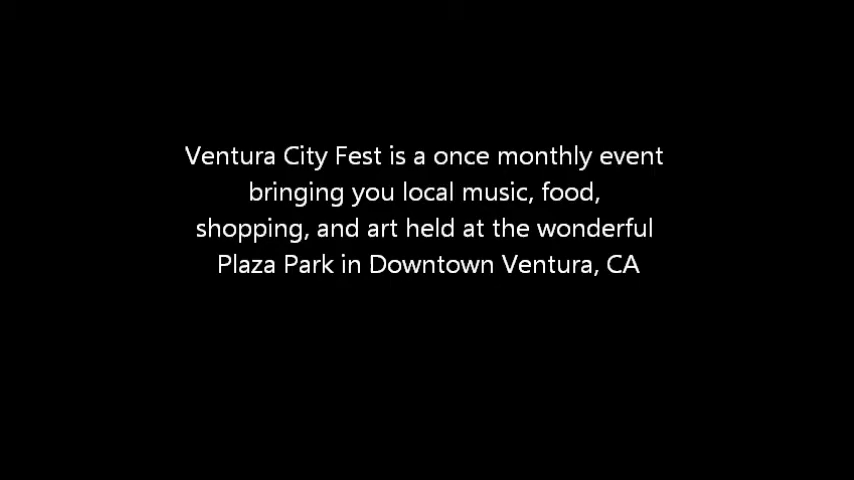 Ventura City Fest is a once monthly event
bringing you local music, food,
shopping, and art held at the wonderful
Plaza Park in Downtown Ventura, CA